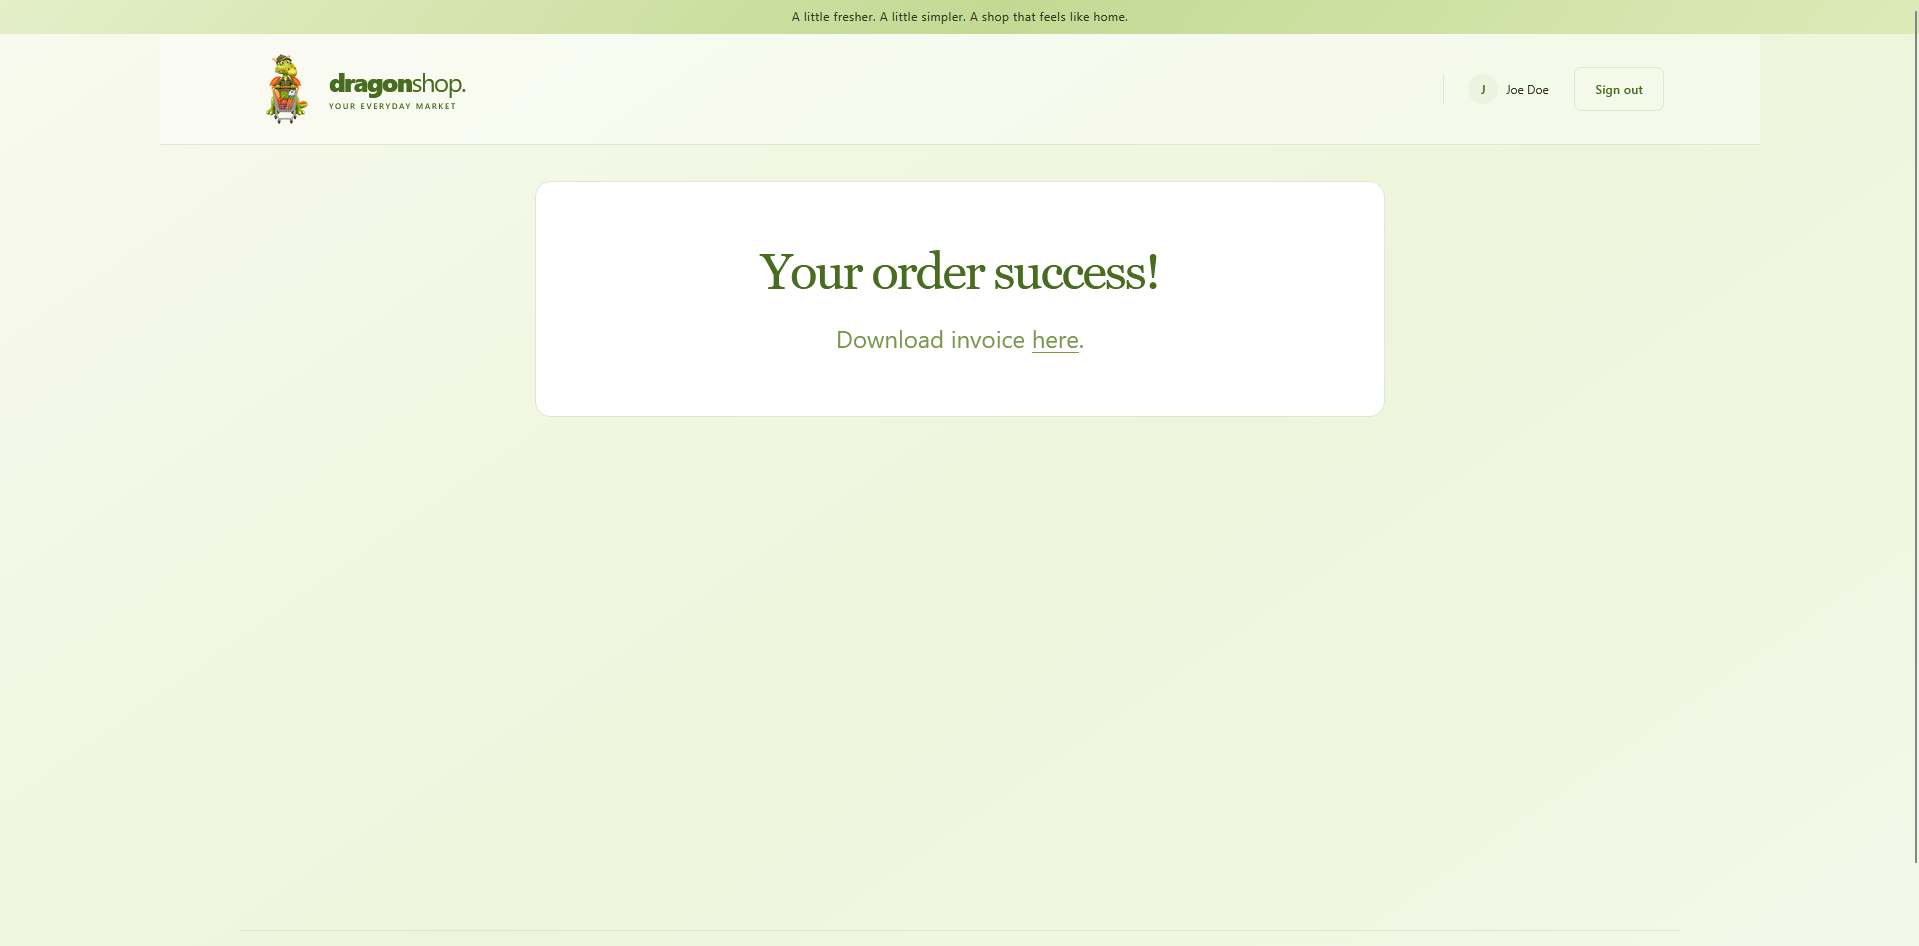 A little fresher. A little simpler. A shop that feels like home.
dragonshop.
YOUR EVERYDAY MARKET
J
Joe Doe
Sign out
Your order success!
Download invoice here.